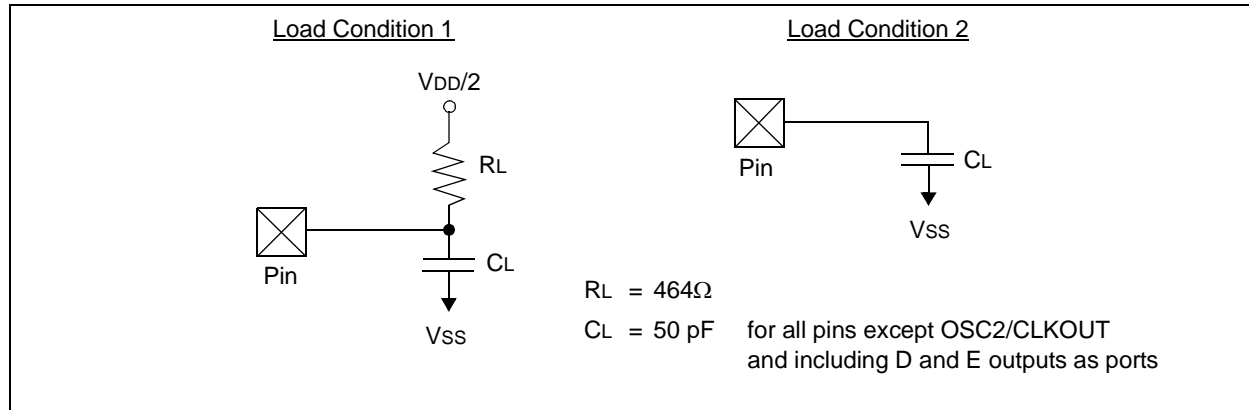 Load Condition 1
VDD/2
RL
Pin
CL
VSS
Load Condition 2
Pin
CL
VSS
RL = 464Ω
CL = 50 pF for all pins except OSC2/CLKOUT
and including D and E outputs as ports